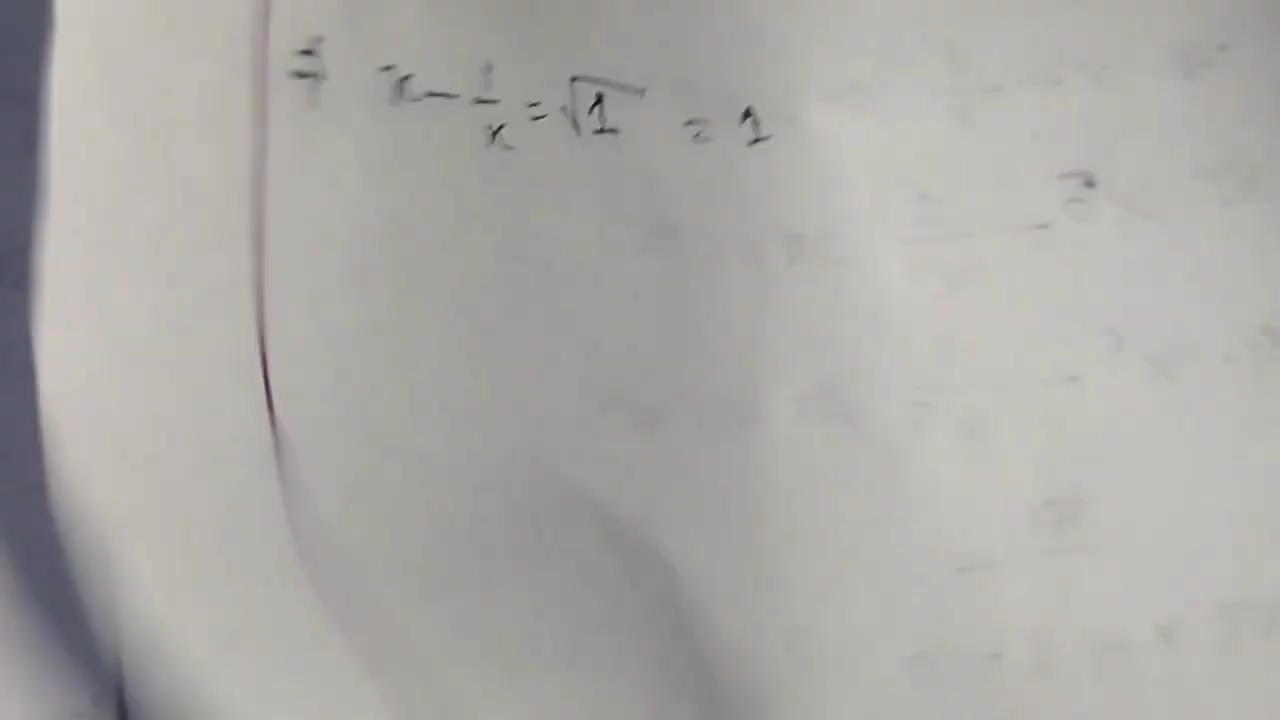 ⇒ x - 1/x = √1 = 1